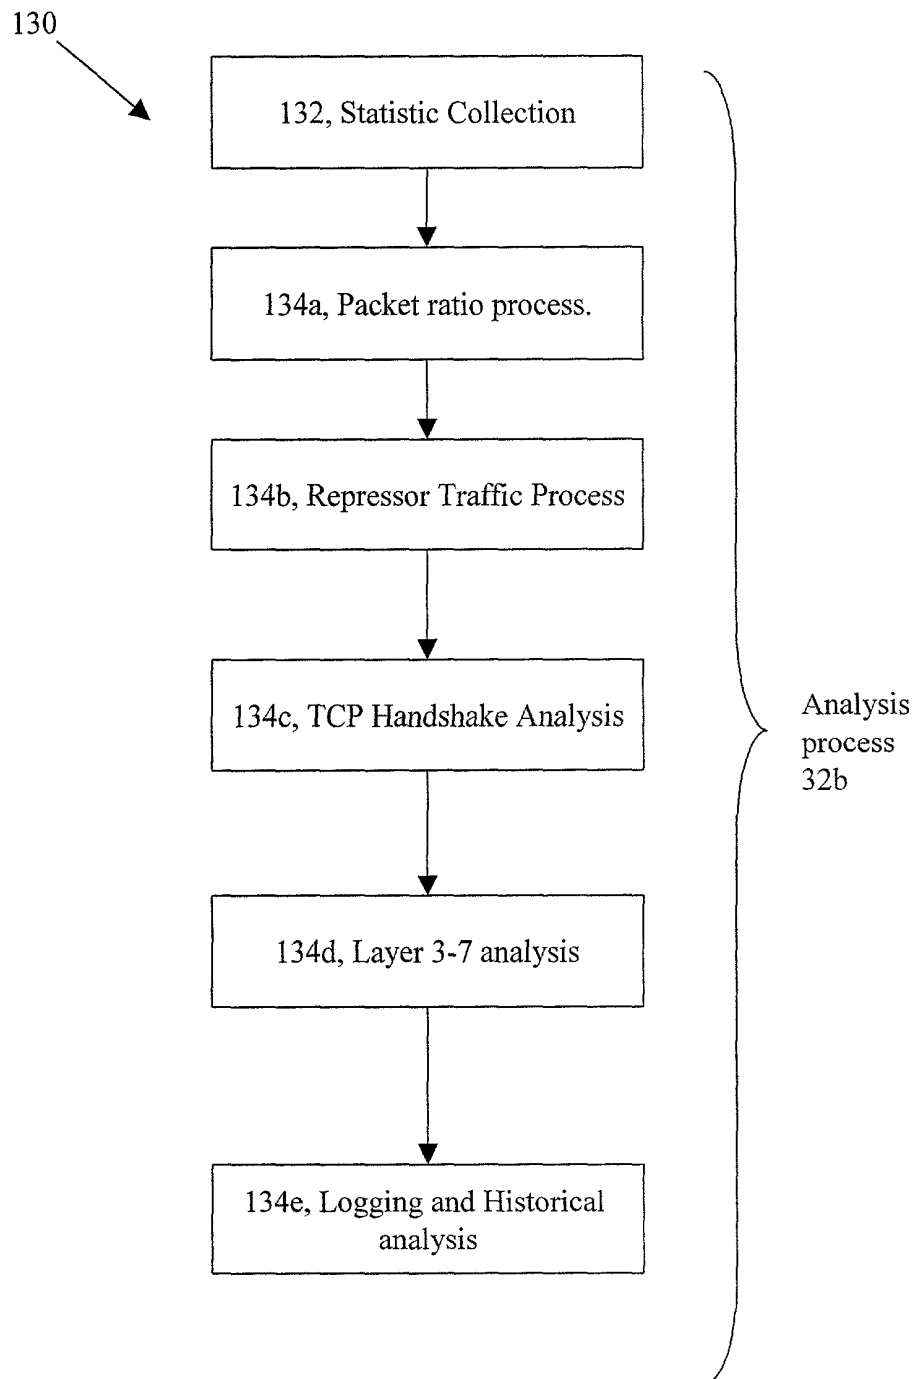 130
132, Statistic Collection
134a, Packet ratio process.
134b, Repressor Traffic Process
134c, TCP Handshake Analysis
Analysis
process
32b
134d, Layer 3-7 analysis
134e, Logging and Historical
analysis